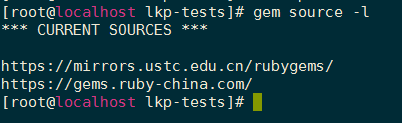 [root@localhost lkp-tests]# gem source -l
*** CURRENT SOURCES ***
https://mirrors.ustc.edu.cn/rubygems/
https://gems.ruby-china.com/
[root@localhost lkp-tests]#